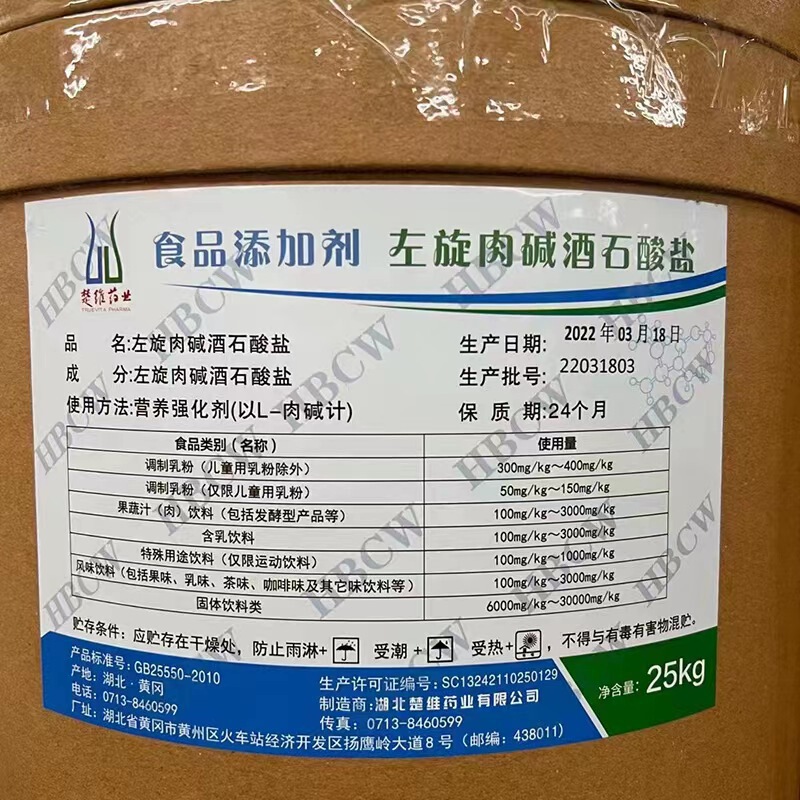 食品添加剂 左旋肉碱酒石酸盐
楚维药业
TRUEVITA PHARMA
品 名:左旋肉碱酒石酸盐
成 分:左旋肉碱酒石酸盐
使用方法:营养强化剂(以L-肉碱计)
生产日期: 2022年03月18日
生产批号: 22031803
保 质 期:24个月
食品类别(名称) 使用量
调制乳粉(儿童用乳粉除外) 300mg/kg~400mg/kg
调制乳粉(仅限儿童用乳粉) 50mg/kg~150mg/kg
果蔬汁(肉)饮料(包括发酵型产品等) 100mg/kg~3000mg/kg
含乳饮料 100mg/kg~3000mg/kg
特殊用途饮料(仅限运动饮料) 100mg/kg~1000mg/kg
风味饮料(包括果味、乳味、茶味、咖啡味及其它味饮料等) 100mg/kg~3000mg/kg
固体饮料类 6000mg/kg~30000mg/kg
贮存条件:应贮存在干燥处,防止雨淋+ 受潮+ 受热+ ,不得与有毒有害物混贮。
产品标准号:GB25550-2010
产地:湖北·黄冈
电话:0713-8460599
厂址:湖北省黄冈市黄州区火车站经济开发区扬鹰岭大道8号(邮编:438011)
生产许可证编号:SC13242110250129
制造商:湖北楚维药业有限公司
传真:0713-8460599
净含量:25kg
HBCW
HBCW
HBCW
HBCW
HBCW
HBCW
HBCW
HBCW
HBCW
HBCW
HBCW